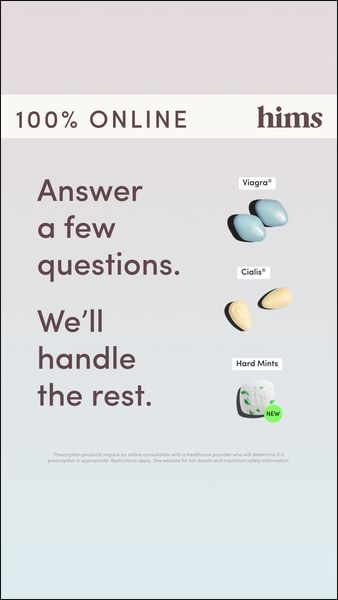 100% ONLINE
hims
Answer
a few
questions.
We'll
handle
the rest.
Viagra®
Cialis®
Hard Mints
NEW
Prescription products require an online consultation with a healthcare provider who will determine if a
prescription is appropriate. Restrictions apply. See website for full details and important safety information.